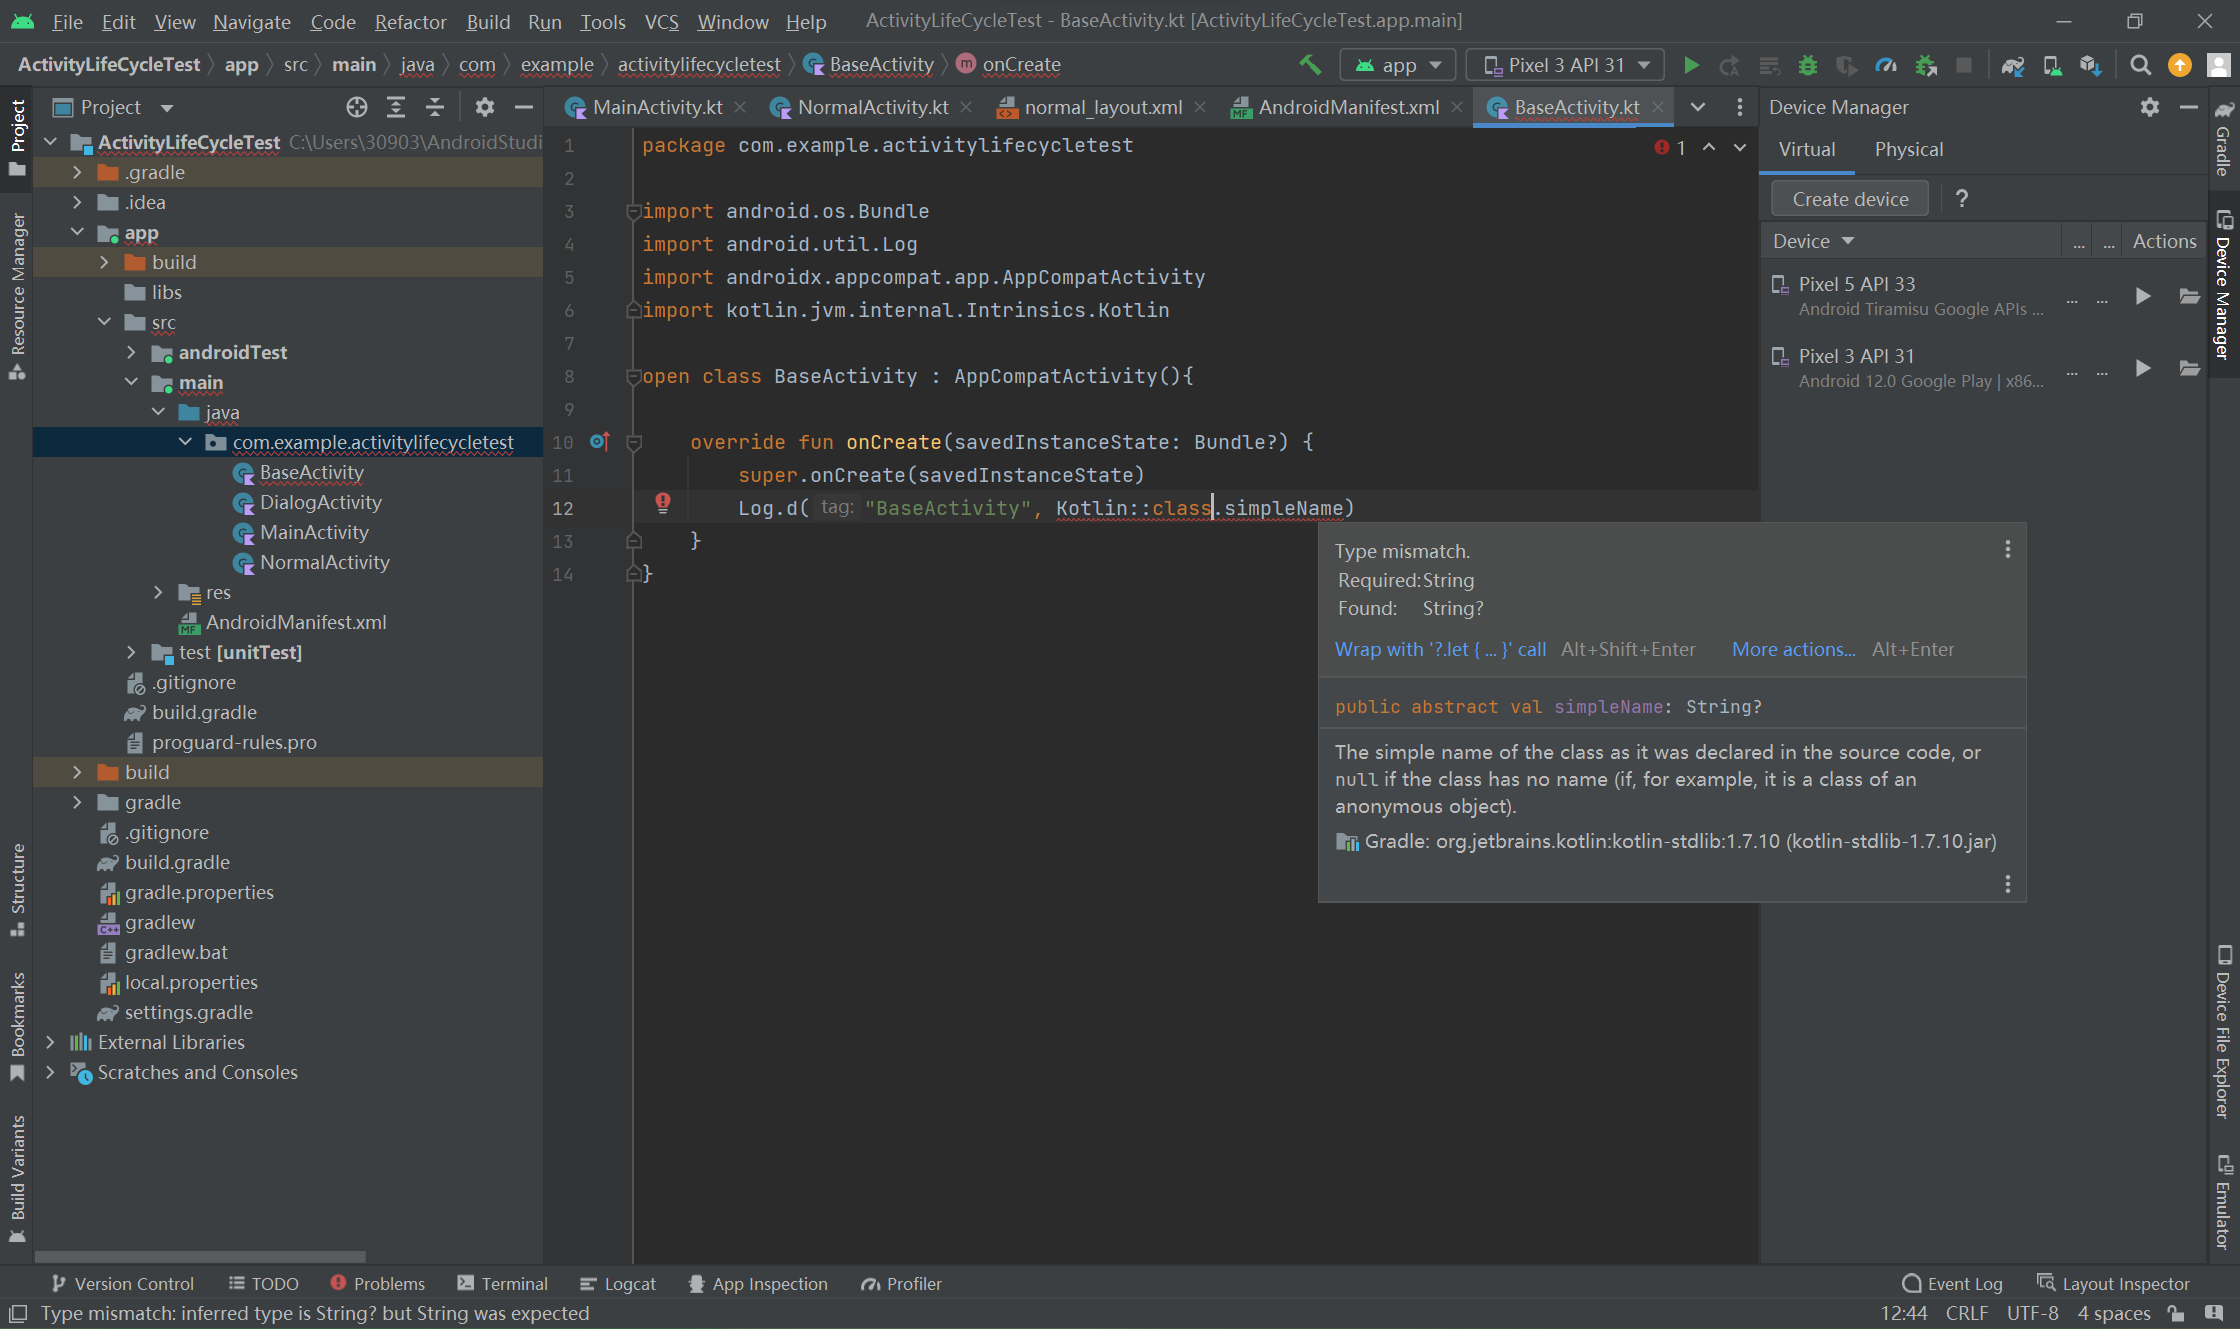 File Edit View Navigate Code Refactor Build Run Tools VCS Window Help ActivityLifeCycleTest - BaseActivity.kt [ActivityLifeCycleTest.app.main]
ActivityLifeCycleTest app src main java com example activitylifecycletest BaseActivity onCreate app Pixel 3 API 31
Project
MainActivity.kt NormalActivity.kt normal_layout.xml AndroidManifest.xml BaseActivity.kt
Device Manager
Project
Resource Manager
Structure
Bookmarks
Build Variants
ActivityLifeCycleTest C:\Users\30903\AndroidStudi
.gradle
.idea
app
build
libs
src
androidTest
main
java
com.example.activitylifecycletest
BaseActivity
DialogActivity
MainActivity
NormalActivity
res
AndroidManifest.xml
test [unitTest]
.gitignore
build.gradle
proguard-rules.pro
build
gradle
.gitignore
build.gradle
gradle.properties
gradlew
gradlew.bat
local.properties
settings.gradle
External Libraries
Scratches and Consoles
1 package com.example.activitylifecycletest
1
2
3 import android.os.Bundle
4 import android.util.Log
5 import androidx.appcompat.app.AppCompatActivity
6 import kotlin.jvm.internal.Intrinsics.Kotlin
7
8 open class BaseActivity : AppCompatActivity(){
9
10 override fun onCreate(savedInstanceState: Bundle?) {
11 super.onCreate(savedInstanceState)
12 Log.d( tag: "BaseActivity", Kotlin::class.simpleName)
13 }
14 }
Type mismatch.
Required: String
Found: String?
Wrap with '?.let { ... }' call Alt+Shift+Enter More actions... Alt+Enter
public abstract val simpleName: String?
The simple name of the class as it was declared in the source code, or
null if the class has no name (if, for example, it is a class of an
anonymous object).
Gradle: org.jetbrains.kotlin:kotlin-stdlib:1.7.10 (kotlin-stdlib-1.7.10.jar)
Virtual Physical
Create device ?
Device ... ... Actions
Pixel 5 API 33
Android Tiramisu Google APIs ...
... ...
Pixel 3 API 31
Android 12.0 Google Play | x86...
... ...
Gradle
Device Manager
Device File Explorer
Emulator
Version Control TODO Problems Terminal Logcat App Inspection Profiler Event Log Layout Inspector
Type mismatch: inferred type is String? but String was expected 12:44 CRLF UTF-8 4 spaces